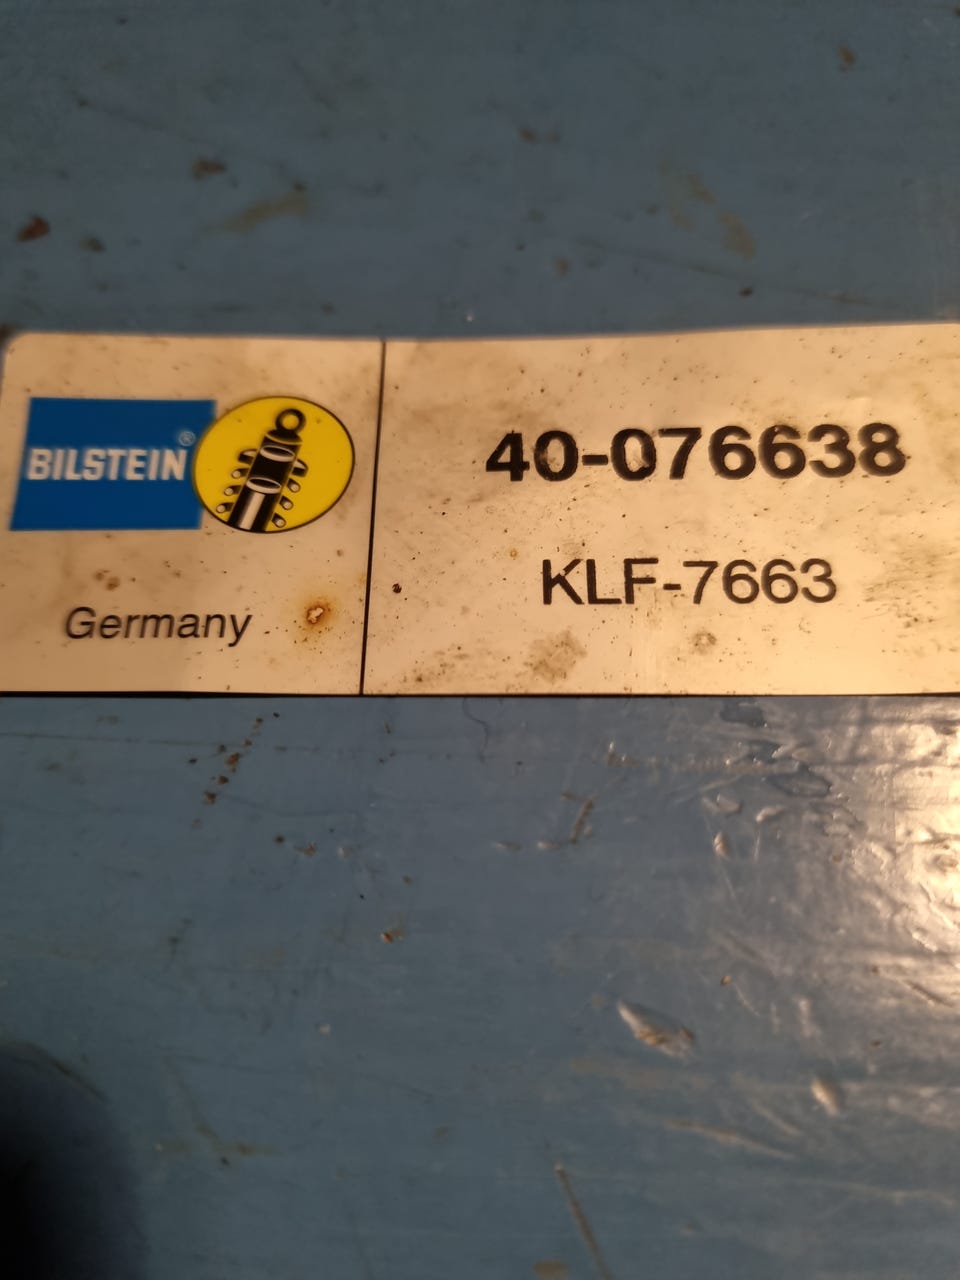 BILSTEIN®
Germany
40-076638
KLF-7663